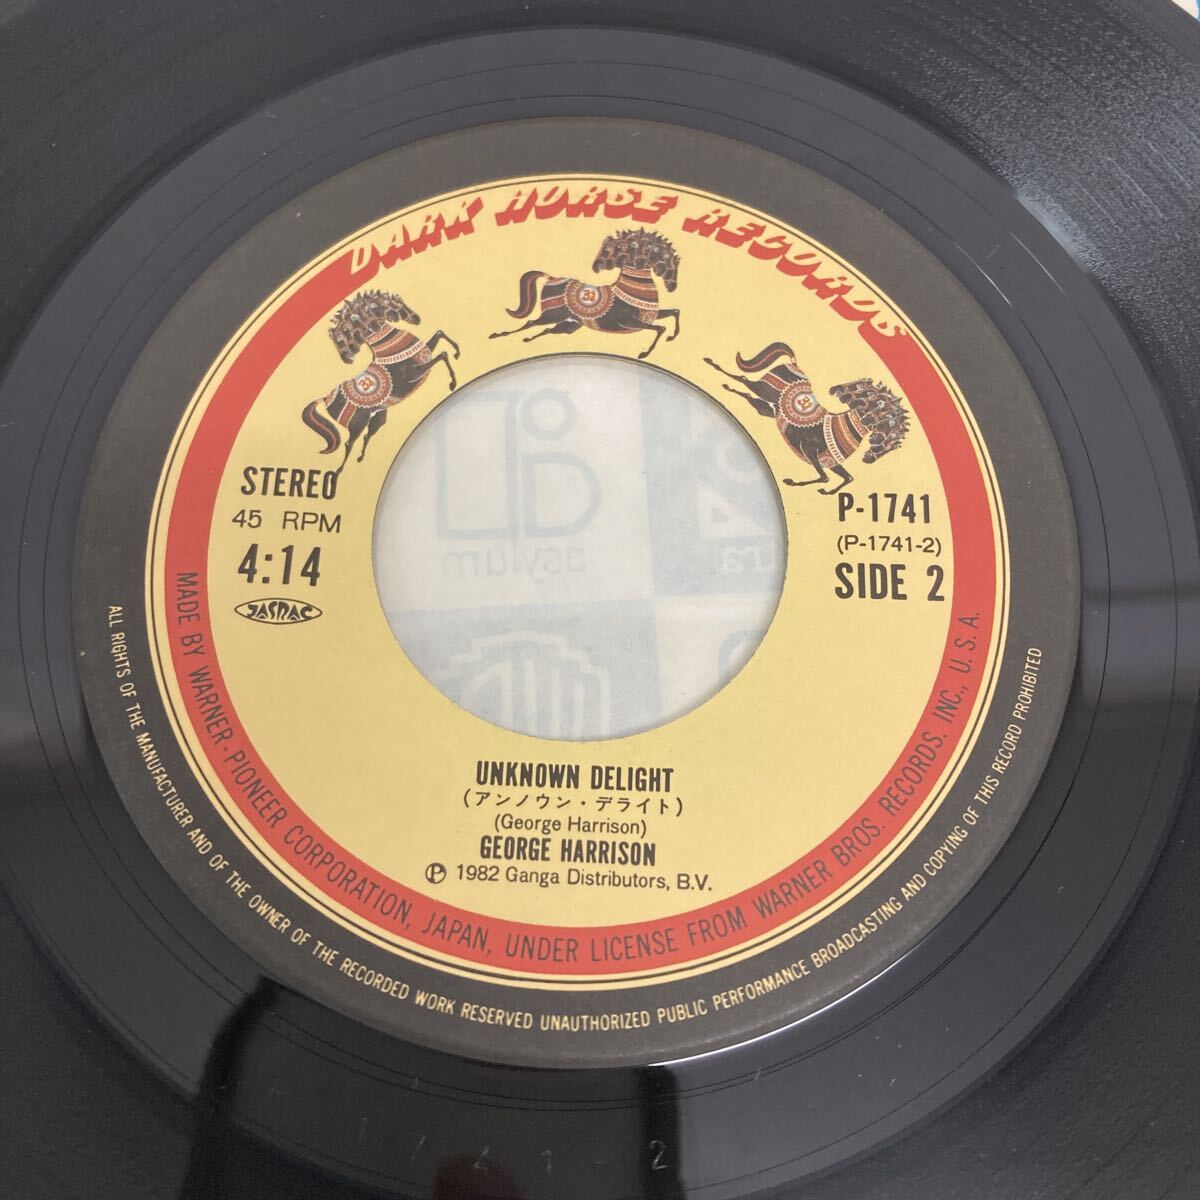 DARK HORSE RECORDS
STEREO
45 RPM
4:14
JASRAC
P-1741
(P-1741-2)
SIDE 2
asylum
UNKNOWN DELIGHT
(アンノウン・デライト)
(George Harrison)
GEORGE HARRISON
Ⓟ 1982 Ganga Distributors, B.V.
MADE BY WARNER-PIONEER CORPORATION, JAPAN, UNDER LICENSE FROM WARNER BROS. RECORDS. INC., U.S.A.
ALL RIGHTS OF THE MANUFACTURER AND OF THE OWNER OF THE RECORDED WORK RESERVED UNAUTHORIZED PUBLIC PERFORMANCE BROADCASTING AND COPYING OF THIS RECORD PROHIBITED
1741-2